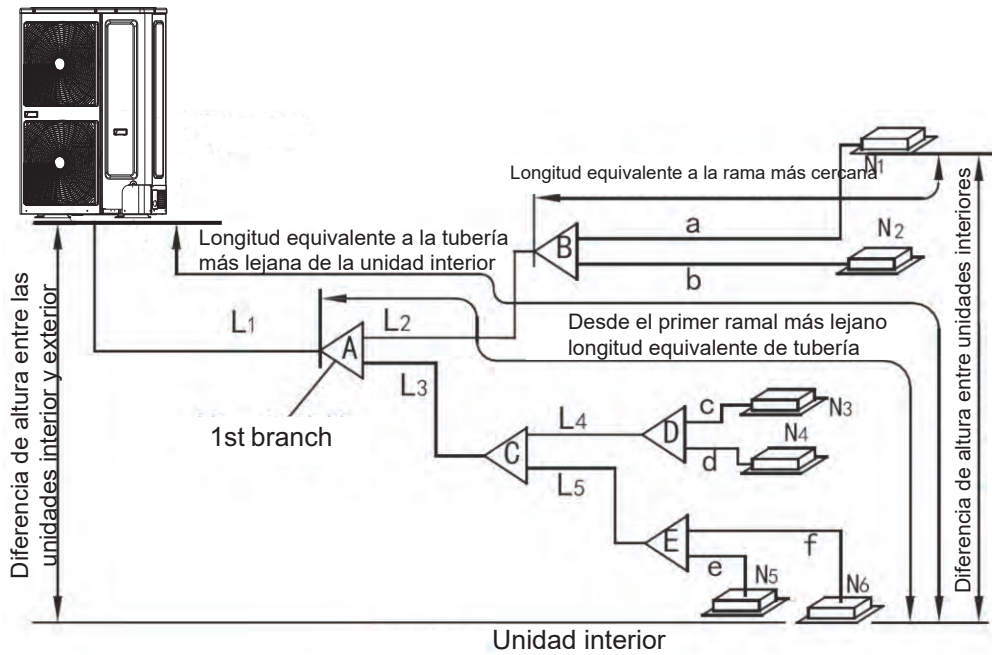 N1
Longitud equivalente a la rama más cercana
a
N2
B
b
Longitud equivalente a la tubería
más lejana de la unidad interior
L1
L2
A
L3
Desde el primer ramal más lejano
longitud equivalente de tubería
1st branch
c
N3
L4
D
N4
C
d
L5
E
f
e
N5
N6
Diferencia de altura entre las
unidades interior y exterior
Diferencia de altura entre unidades interiores
Unidad interior